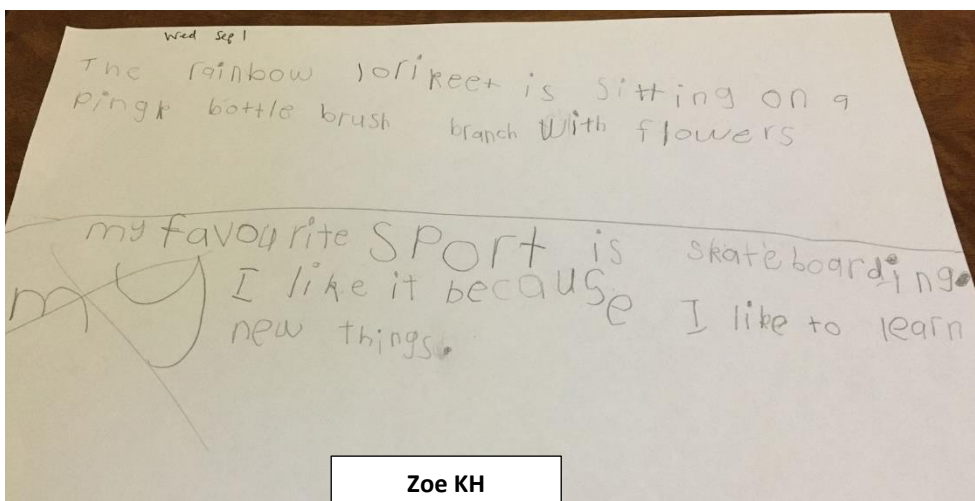 Wed Sep 1
The rainbow lorikeet is sitting on a
pingk bottle brush branch with flowers
my favourite sport is skateboarding.
my
I like it because I like to learn
new things.
Zoe KH